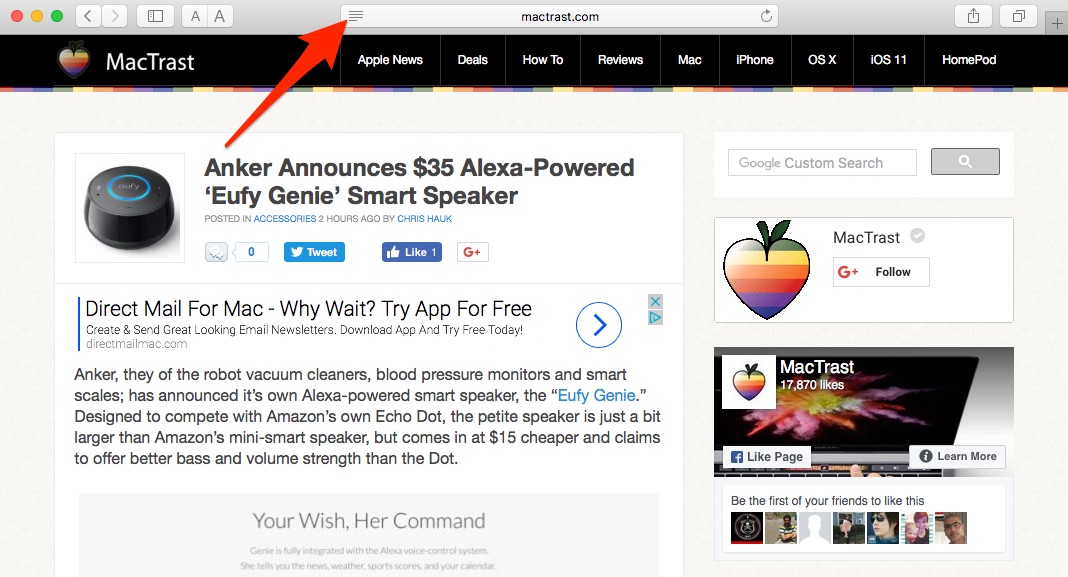 A A
mactrast.com
MacTrast
Apple News Deals How To Reviews Mac iPhone OS X iOS 11 HomePod
eufy
Anker Announces $35 Alexa-Powered
‘Eufy Genie’ Smart Speaker
POSTED IN ACCESSORIES 2 HOURS AGO BY CHRIS HAUK
0 Tweet Like 1 G+
Google Custom Search
MacTrast
G+ Follow
Direct Mail For Mac - Why Wait? Try App For Free
Create & Send Great Looking Email Newsletters. Download App And Try Free Today!
directmailmac.com
Anker, they of the robot vacuum cleaners, blood pressure monitors and smart
scales; has announced it’s own Alexa-powered smart speaker, the “Eufy Genie.”
Designed to compete with Amazon’s own Echo Dot, the petite speaker is just a bit
larger than Amazon’s mini-smart speaker, but comes in at $15 cheaper and claims
to offer better bass and volume strength than the Dot.
MacTrast
17,870 likes
Like Page
Learn More
Be the first of your friends to like this
Your Wish, Her Command
Genie is fully integrated with the Alexa voice-control system.
She tells you the news, weather, sports scores, and your calendar.